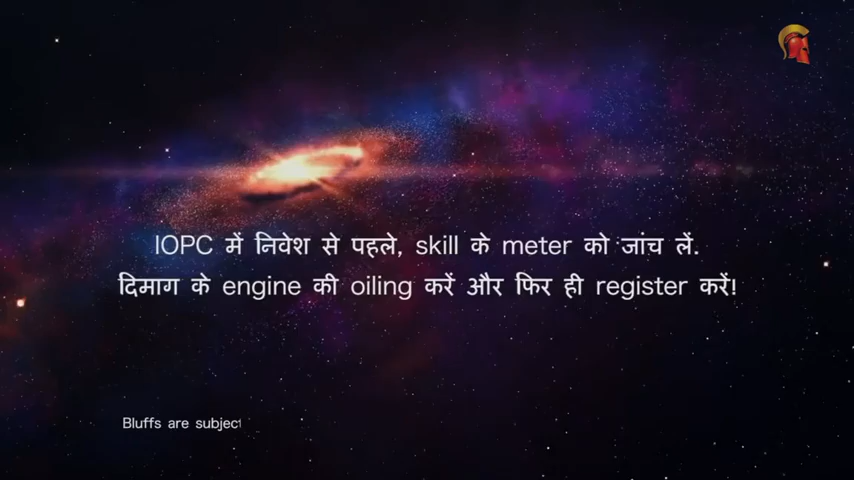 IOPC में निवेश से पहले, skill के meter को जांच लें.
दिमाग के engine की oiling करें और फिर ही register करें!
Bluffs are subject